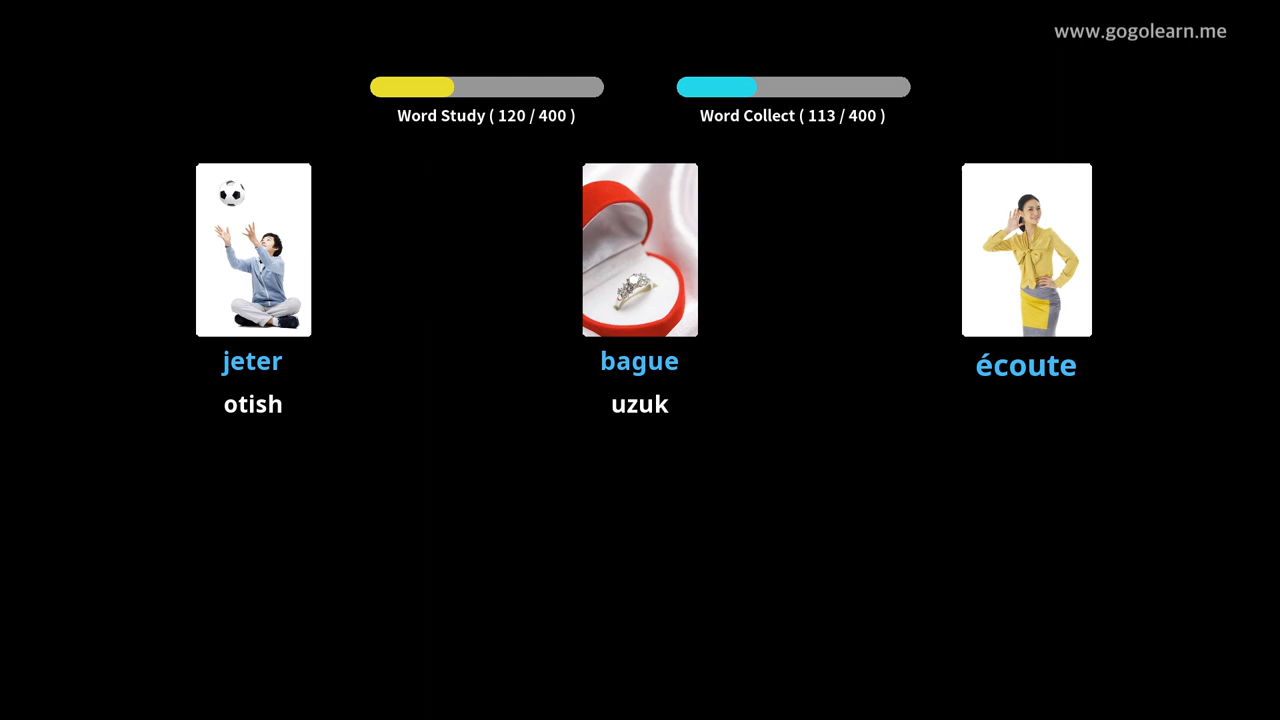 www.gogolearn.me
Word Study ( 120 / 400 )
Word Collect ( 113 / 400 )
jeter
otish
bague
uzuk
écoute